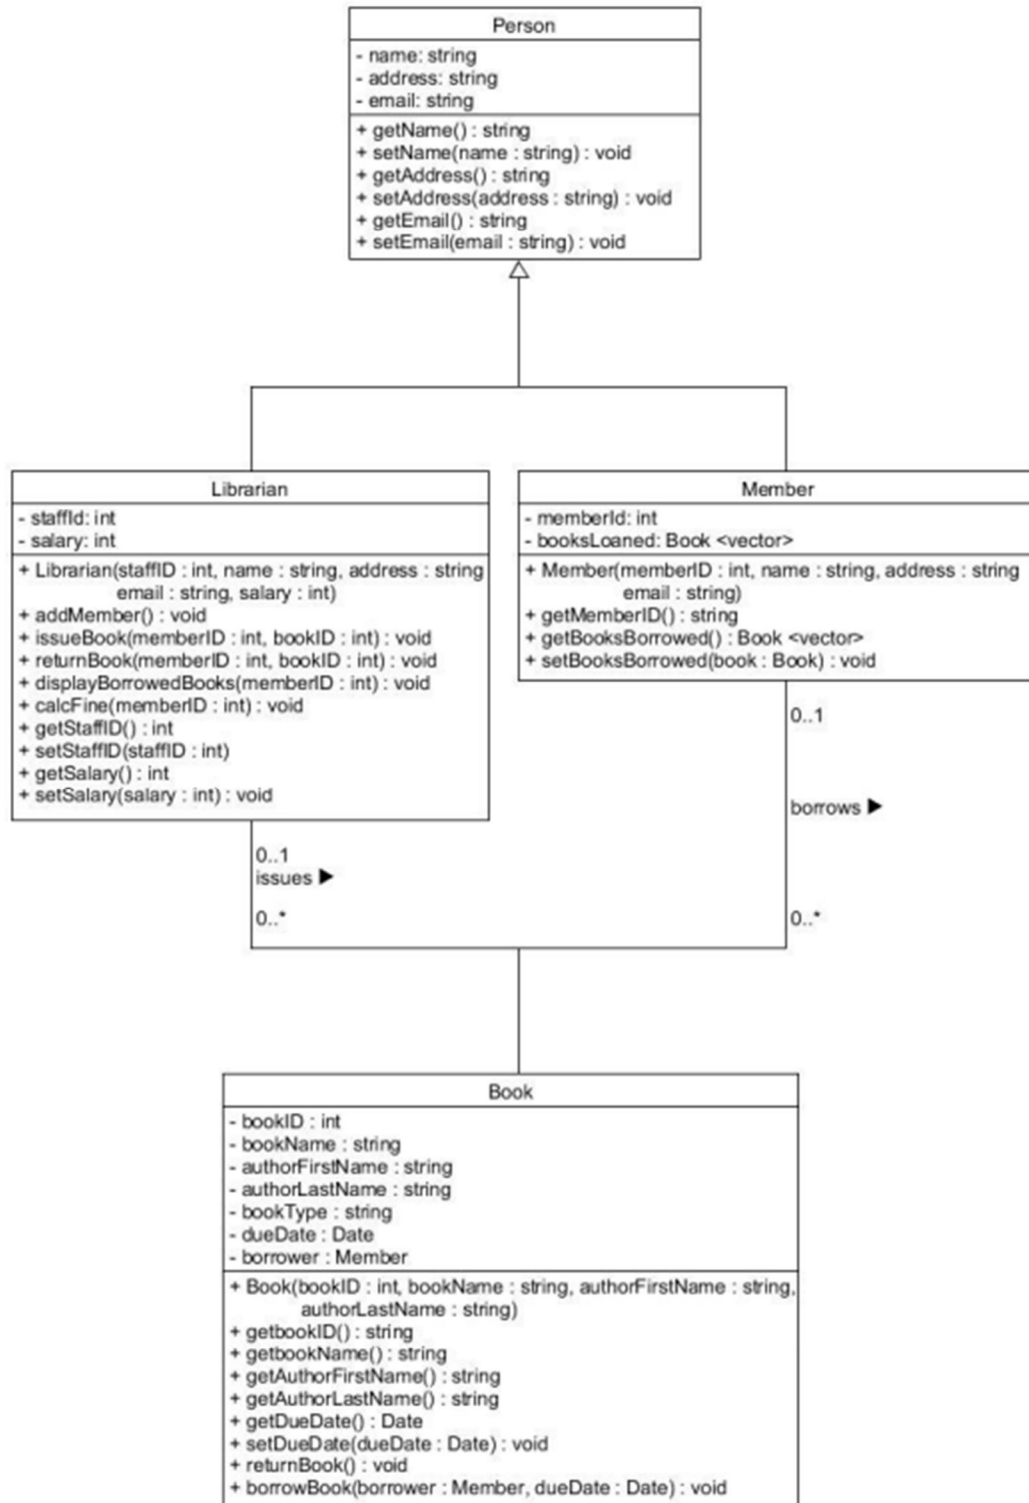 Person
- name: string
- address: string
- email: string
+ getName() : string
+ setName(name : string) : void
+ getAddress() : string
+ setAddress(address : string) : void
+ getEmail() : string
+ setEmail(email : string) : void
Librarian
- staffId: int
- salary: int
+ Librarian(staffID : int, name : string, address : string
email : string, salary : int)
+ addMember() : void
+ issueBook(memberID : int, bookID : int) : void
+ returnBook(memberID : int, bookID : int) : void
+ displayBorrowedBooks(memberID : int) : void
+ calcFine(memberID : int) : void
+ getStaffID() : int
+ setStaffID(staffID : int)
+ getSalary() : int
+ setSalary(salary : int) : void
Member
- memberId: int
- booksLoaned: Book <vector>
+ Member(memberID : int, name : string, address : string
email : string)
+ getMemberID() : string
+ getBooksBorrowed() : Book <vector>
+ setBooksBorrowed(book : Book) : void
0..1
issues ▶
0..*
0..1
borrows ▶
0..*
Book
- bookID : int
- bookName : string
- authorFirstName : string
- authorLastName : string
- bookType : string
- dueDate : Date
- borrower : Member
+ Book(bookID : int, bookName : string, authorFirstName : string,
authorLastName : string)
+ getbookID() : string
+ getbookName() : string
+ getAuthorFirstName() : string
+ getAuthorLastName() : string
+ getDueDate() : Date
+ setDueDate(dueDate : Date) : void
+ returnBook() : void
+ borrowBook(borrower : Member, dueDate : Date) : void